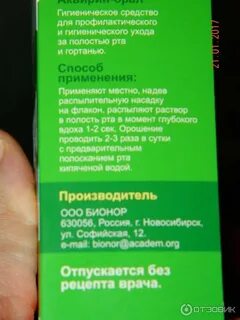 Аквирин-орал
Гигиеническое средство
для профилактического
и гигиенического ухода
за полостью рта
и гортанью.
Способ
применения:
Применяют местно, надев
распылительную насадку
на флакон, распыляют раствор
в полость рта в момент глубокого
вдоха 1-2 сек. Орошение
проводить 2-3 раза в сутки
с предварительным
полосканием рта
кипяченой водой.
Производитель
ООО БИОНОР
630056, Россия. г. Новосибирск,
ул. Софийская, 12.
e-mail: bionor@academ.org
Отпускается без
рецепта врача.
21 01 2017
ОТЗОВИК